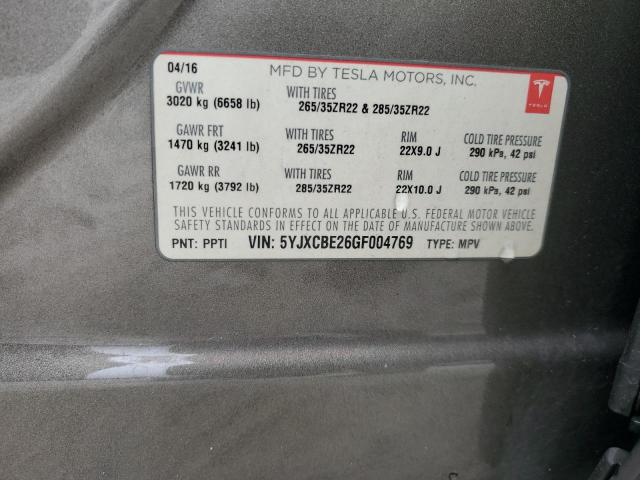 04/16 MFD BY TESLA MOTORS, INC.
GVWR WITH TIRES
3020 kg (6658 lb) 265/35ZR22 & 285/35ZR22
TESLA
GAWR FRT WITH TIRES RIM COLD TIRE PRESSURE
1470 kg (3241 lb) 265/35ZR22 22X9.0 J 290 kPa, 42 psi
GAWR RR WITH TIRES RIM COLD TIRE PRESSURE
1720 kg (3792 lb) 285/35ZR22 22X10.0 J 290 kPa, 42 psi
THIS VEHICLE CONFORMS TO ALL APPLICABLE U.S. FEDERAL MOTOR VEHICLE SAFETY
STANDARDS IN EFFECT ON THE DATE OF MANUFACTURE SHOWN ABOVE.
PNT: PPTI VIN: 5YJXCBE26GF004769 TYPE: MPV